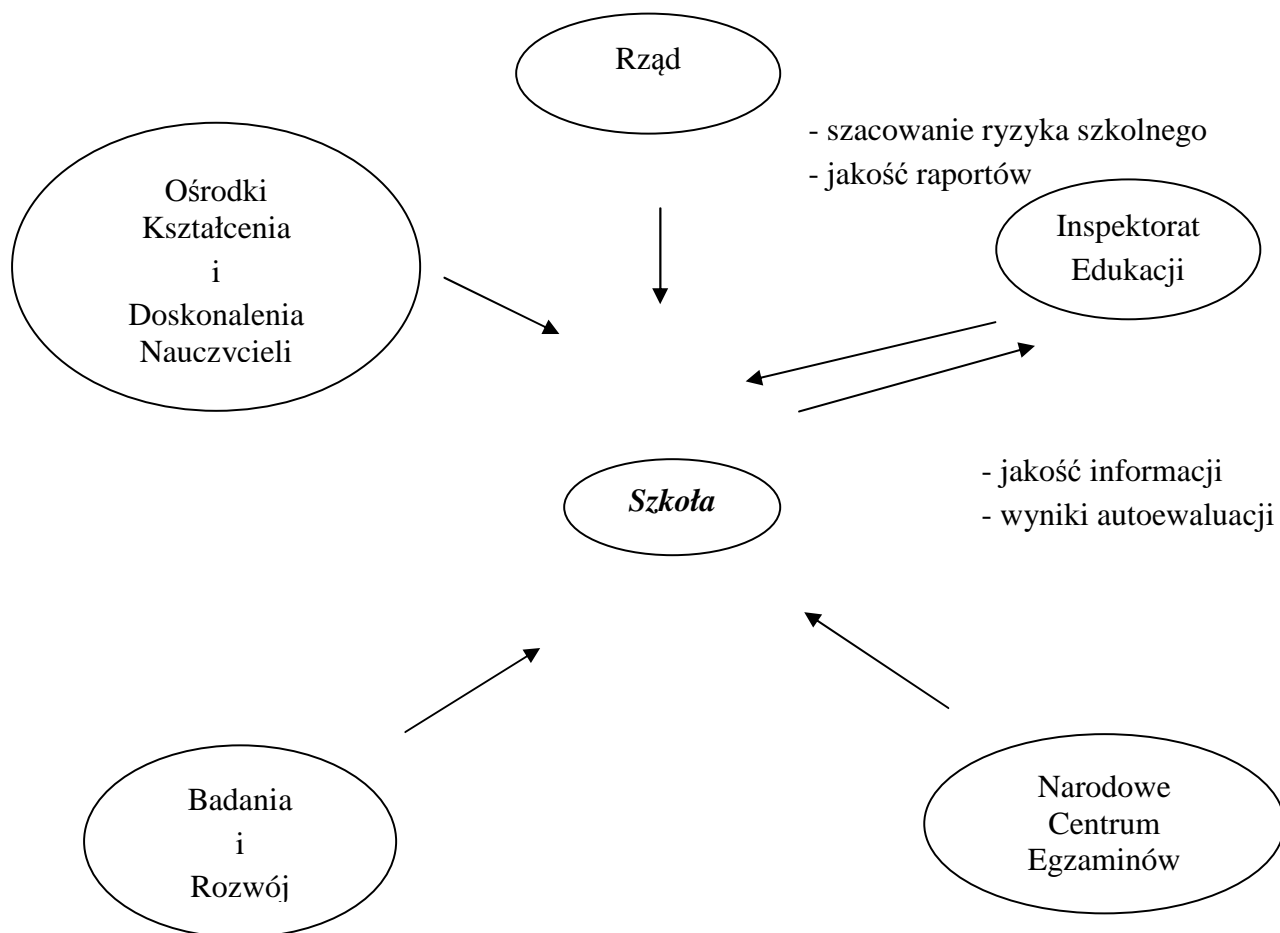 Rząd
- szacowanie ryzyka szkolnego
- jakość raportów
Ośrodki
Kształcenia
i
Doskonalenia
Nauczycieli
Inspektorat
Edukacji
Szkoła
- jakość informacji
- wyniki autoewaluacji
Badania
i
Rozwój
Narodowe
Centrum
Egzaminów